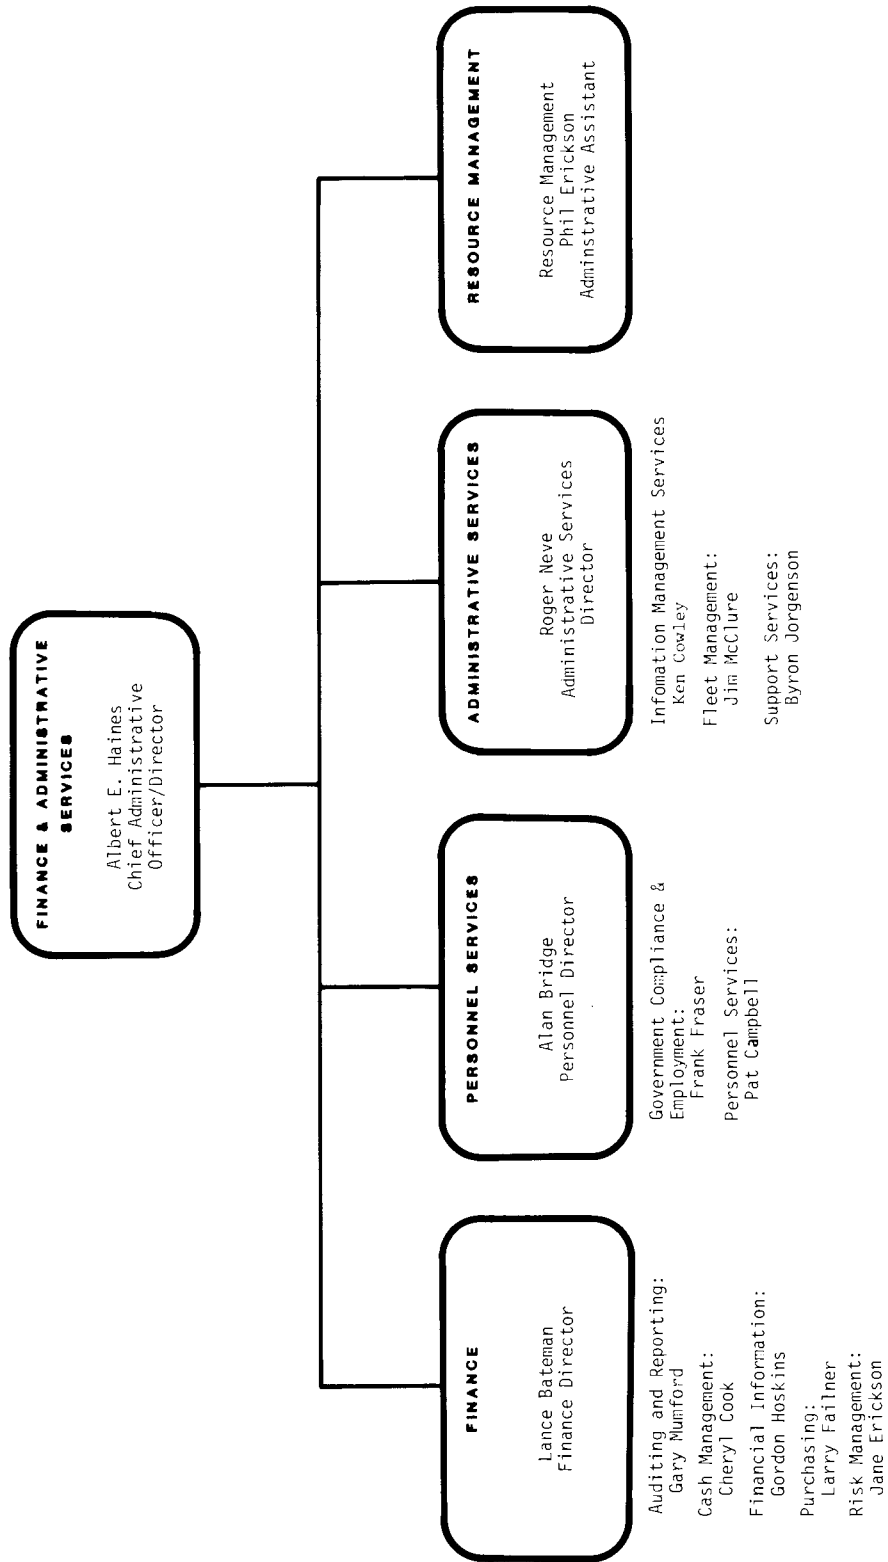 FINANCE & ADMINISTRATIVE
SERVICES
Albert E. Haines
Chief Administrative
Officer/Director
FINANCE
Lance Bateman
Finance Director
Auditing and Reporting:
Gary Mumford
Cash Management:
Cheryl Cook
Financial Information:
Gordon Hoskins
Purchasing:
Larry Failner
Risk Management:
Jane Erickson
PERSONNEL SERVICES
Alan Bridge
Personnel Director
Government Compliance &
Employment:
Frank Fraser
Personnel Services:
Pat Campbell
ADMINISTRATIVE SERVICES
Roger Neve
Administrative Services
Director
Infomation Management Services
Ken Cowley
Fleet Management:
Jim McClure
Support Services:
Byron Jorgenson
RESOURCE MANAGEMENT
Resource Management
Phil Erickson
Adminstrative Assistant